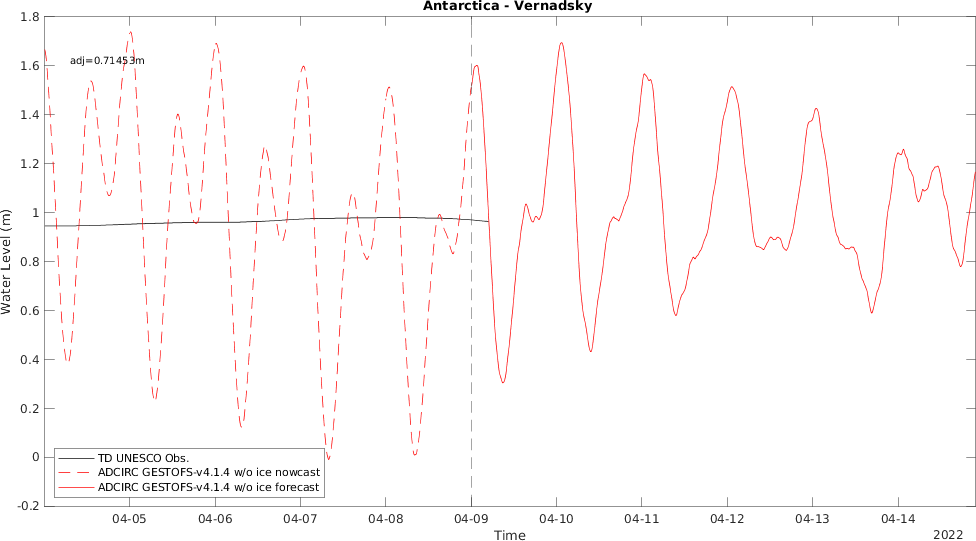 Antarctica - Vernadsky
1.8
1.6
1.4
1.2
1
0.8
0.6
0.4
0.2
0
-0.2
Water Level (m)
adj=0.71453m
TD UNESCO Obs.
ADCIRC GESTOFS-v4.1.4 w/o ice nowcast
ADCIRC GESTOFS-v4.1.4 w/o ice forecast
04-05 04-06 04-07 04-08 04-09 04-10 04-11 04-12 04-13 04-14
Time
2022